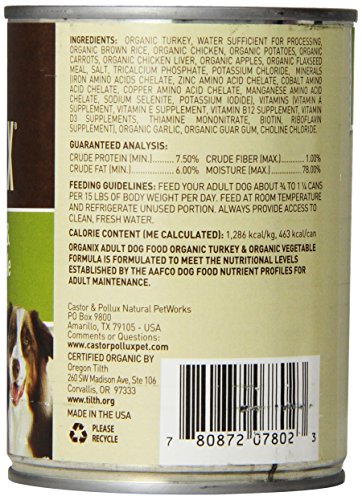 INGREDIENTS: ORGANIC TURKEY, WATER SUFFICIENT FOR PROCESSING,
ORGANIC BROWN RICE, ORGANIC CHICKEN, ORGANIC POTATOES, ORGANIC
CARROTS, ORGANIC CHICKEN LIVER, ORGANIC APPLES, ORGANIC FLAXSEED
MEAL, SALT, TRICALCIUM PHOSPHATE, POTASSIUM CHLORIDE, MINERALS
(IRON AMINO ACIDS CHELATE, ZINC AMINO ACID CHELATE, COBALT AMINO
ACID CHELATE, COPPER AMINO ACID CHELATE, MANGANESE AMINO ACID
CHELATE, SODIUM SELENITE, POTASSIUM IODIDE), VITAMINS (VITAMIN A
SUPPLEMENT, VITAMIN E SUPPLEMENT, VITAMIN B12 SUPPLEMENT, VITAMIN
D3 SUPPLEMENT, THIAMINE MONONITRATE, BIOTIN, RIBOFLAVIN
SUPPLEMENT), ORGANIC GARLIC, ORGANIC GUAR GUM, CHOLINE CHLORIDE.
GUARANTEED ANALYSIS:
CRUDE PROTEIN (MIN.) 7.50% CRUDE FIBER (MAX.) 1.00%
CRUDE FAT (MIN.) 6.00% MOISTURE (MAX.) 78.00%
FEEDING GUIDELINES: FEED YOUR ADULT DOG ABOUT ¾ TO 1 ¼ CANS
PER 15 LBS OF BODY WEIGHT PER DAY. FEED AT ROOM TEMPERATURE
AND REFRIGERATE UNUSED PORTION. ALWAYS PROVIDE ACCESS TO
CLEAN, FRESH WATER.
CALORIE CONTENT (ME CALCULATED): 1,286 kcal/kg, 463 kcal/can
ORGANIX ADULT DOG FOOD ORGANIC TURKEY & ORGANIC VEGETABLE
FORMULA IS FORMULATED TO MEET THE NUTRITIONAL LEVELS
ESTABLISHED BY THE AAFCO DOG FOOD NUTRIENT PROFILES FOR
ADULT MAINTENANCE.
Castor & Pollux Natural PetWorks
PO Box 9800
Amarillo, TX 79105 - USA
Comments or Questions?
www.castorpolluxpet.com
CERTIFIED ORGANIC BY
Oregon Tilth
260 SW Madison Ave, Ste 106
Corvallis, OR 97333
www.tilth.org
MADE IN THE USA
PLEASE
RECYCLE
7 80872 07802 3
X